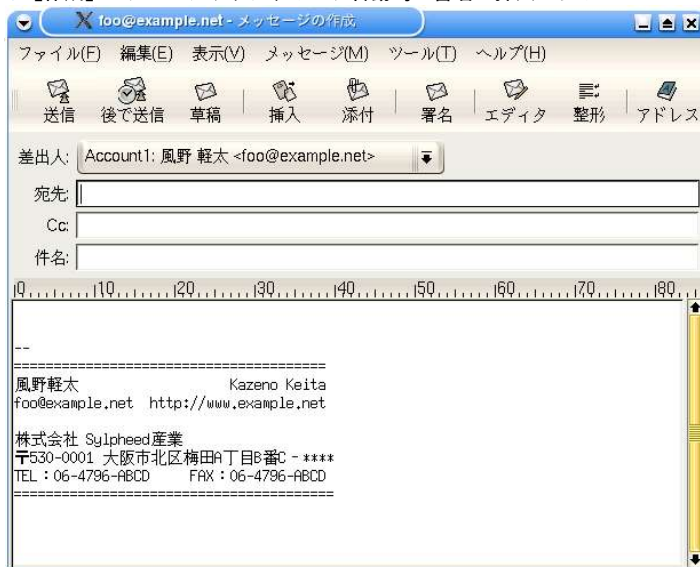 foo@example.net - メッセージの作成
ファイル(F) 編集(E) 表示(V) メッセージ(M) ツール(T) ヘルプ(H)
送信 後で送信 草稿 挿入 添付 署名 エディタ 整形 アドレス
差出人: Account1: 風野 軽太 <foo@example.net>
宛先:
Cc:
件名:
0 10 20 30 40 50 60 70 80
--
========================================
風野軽太 Kazeno Keita
foo@example.net http://www.example.net
株式会社 Sylpheed産業
〒530-0001 大阪市北区梅田A丁目B番C‐****
TEL：06-4796-ABCD FAX：06-4796-ABCD
=========================================